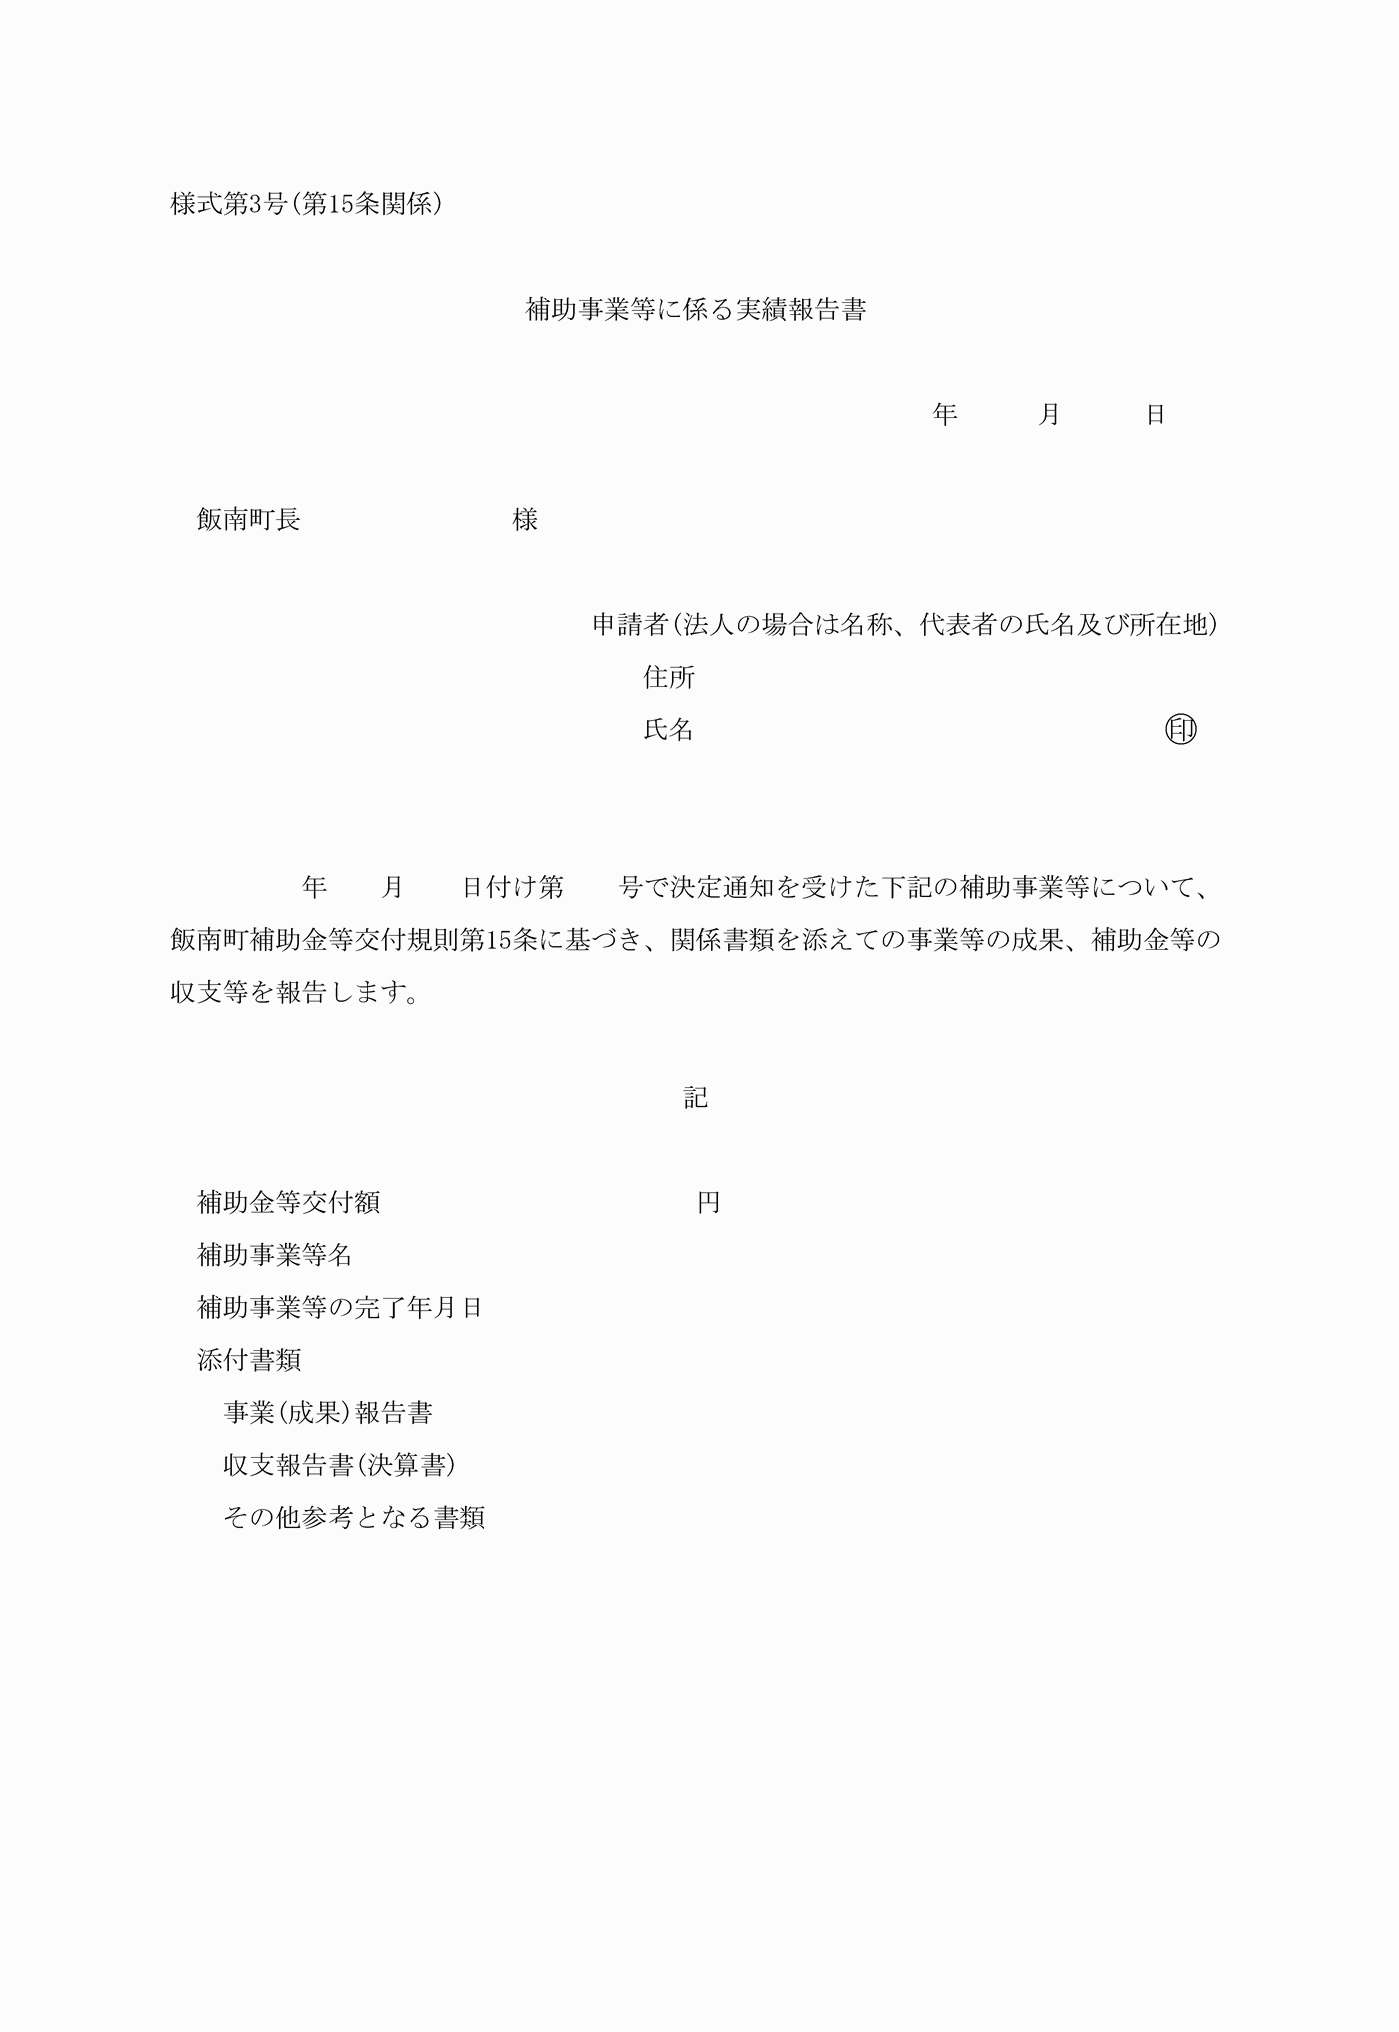 様式第3号(第15条関係)
補助事業等に係る実績報告書
年　　　月　　　日
飯南町長　　　　　　　　様
申請者(法人の場合は名称、代表者の氏名及び所在地)
住所
氏名　　　　　　　　　　　　　　　　　　㊞
年　　月　　日付け第　　号で決定通知を受けた下記の補助事業等について、
飯南町補助金等交付規則第15条に基づき、関係書類を添えての事業等の成果、補助金等の
収支等を報告します。
記
補助金等交付額　　　　　　　　　　　　円
補助事業等名
補助事業等の完了年月日
添付書類
事業(成果)報告書
収支報告書(決算書)
その他参考となる書類